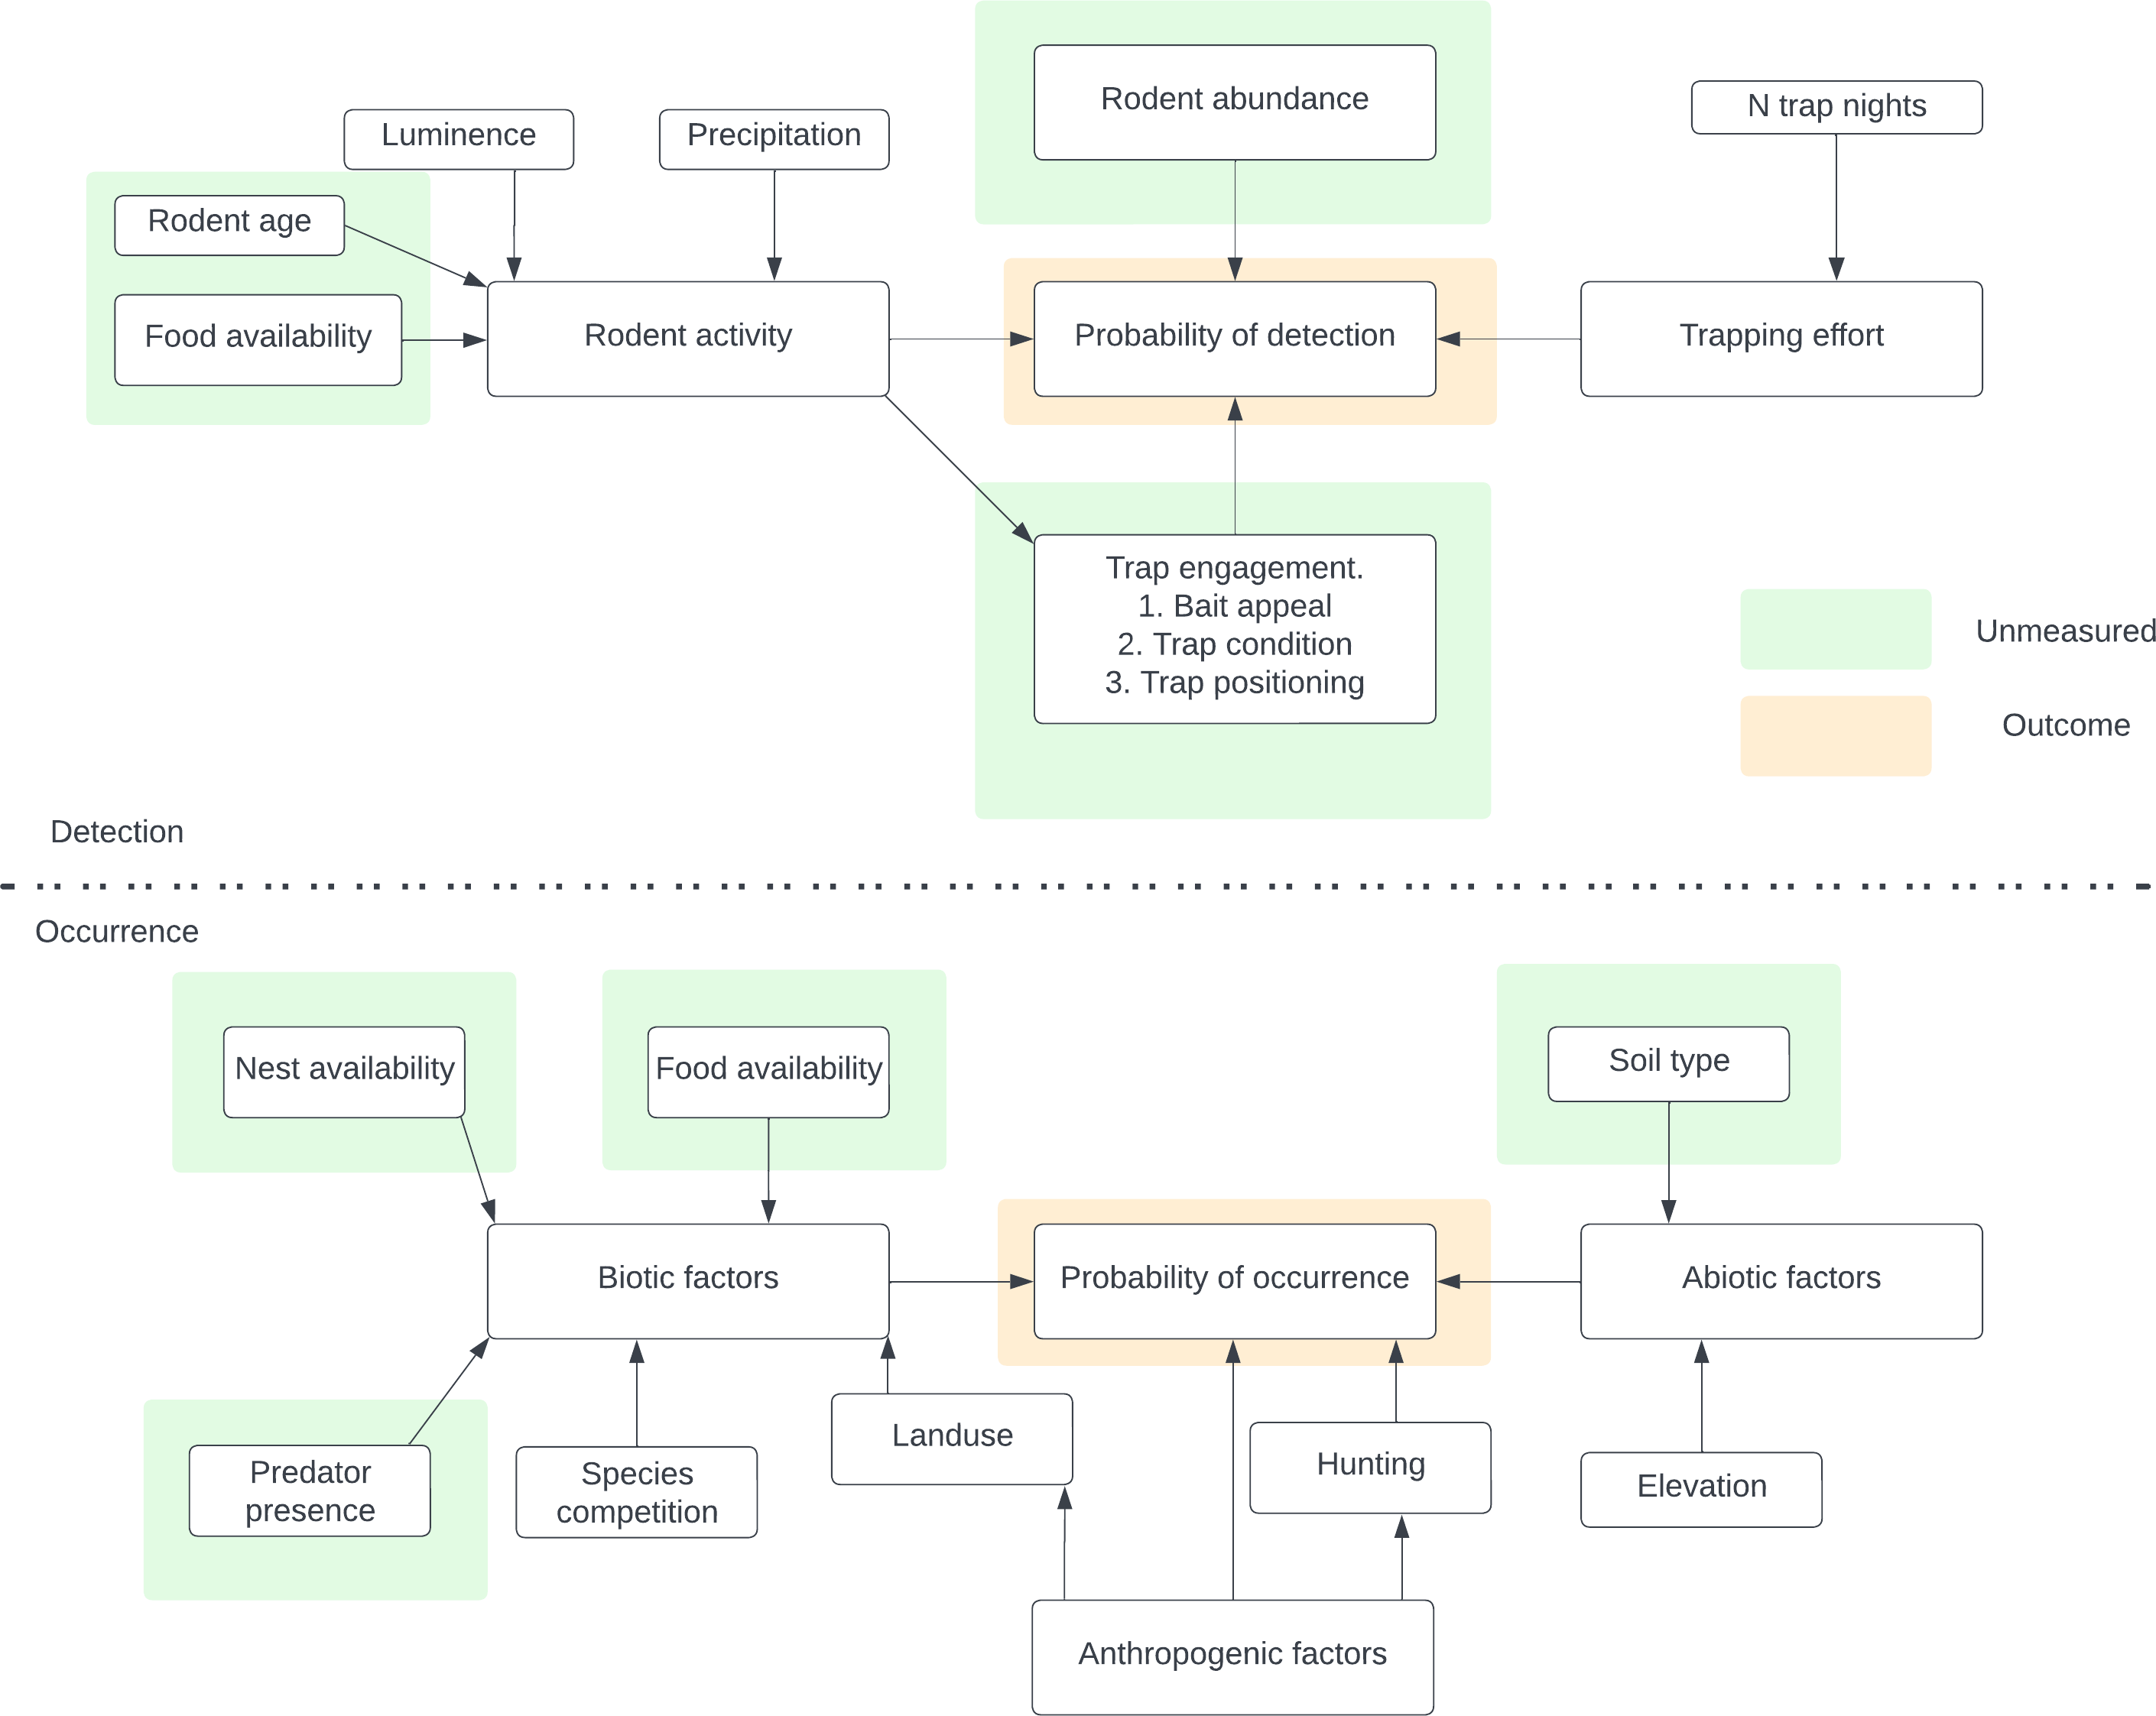 Rodent abundance
N trap nights
Luminence
Precipitation
Rodent age
Food availability
Rodent activity
Probability of detection
Trapping effort
Trap engagement.
1. Bait appeal
2. Trap condition
3. Trap positioning
Unmeasured
Outcome
Detection
Occurrence
Nest availability
Food availability
Soil type
Biotic factors
Probability of occurrence
Abiotic factors
Landuse
Hunting
Predator
presence
Species
competition
Elevation
Anthropogenic factors